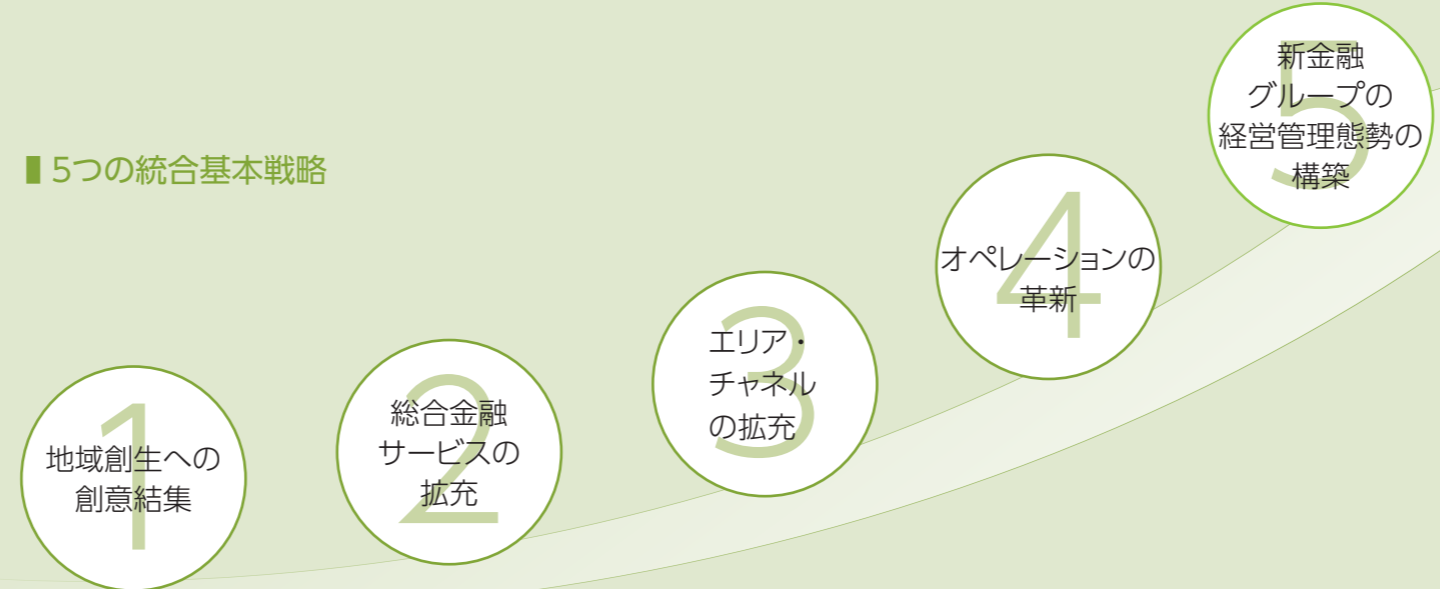 ▮5つの統合基本戦略
1
地域創生への
創意結集
2
総合金融
サービスの
拡充
3
エリア・
チャネル
の拡充
4
オペレーションの
革新
5
新金融
グループの
経営管理態勢の
構築